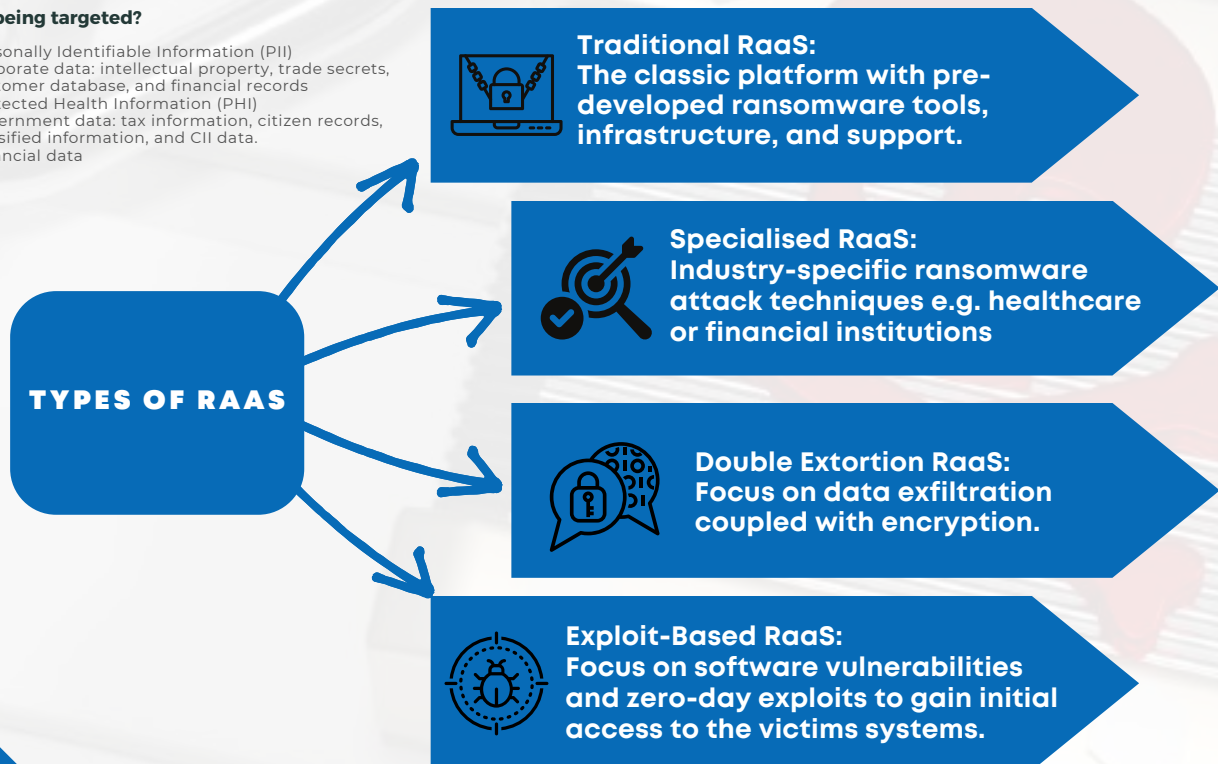 being targeted?
sonally Identifiable Information (PII)
porate data: intellectual property, trade secrets,
tomer database, and financial records
tected Health Information (PHI)
ernment data: tax information, citizen records,
sified information, and CII data.
ancial data
Traditional RaaS:
The classic platform with pre-
developed ransomware tools,
infrastructure, and support.
Specialised RaaS:
Industry-specific ransomware
attack techniques e.g. healthcare
or financial institutions
TYPES OF RAAS
Double Extortion RaaS:
Focus on data exfiltration
coupled with encryption.
Exploit-Based RaaS:
Focus on software vulnerabilities
and zero-day exploits to gain initial
access to the victims systems.